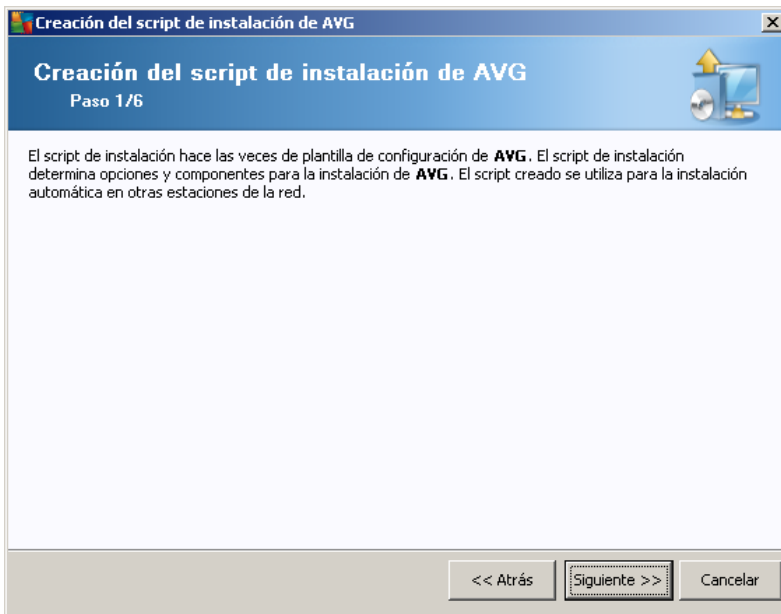 Creación del script de instalación de AVG
Creación del script de instalación de AVG
Paso 1/6
El script de instalación hace las veces de plantilla de configuración de AVG. El script de instalación
determina opciones y componentes para la instalación de AVG. El script creado se utiliza para la instalación
automática en otras estaciones de la red.
<< Atrás
Siguiente >>
Cancelar